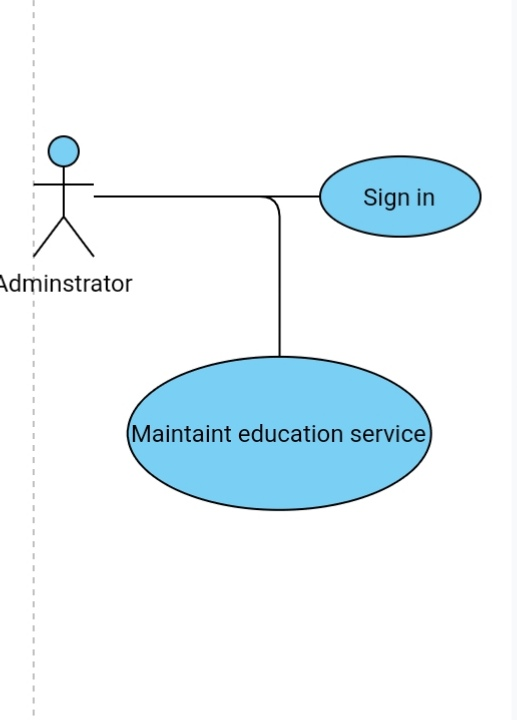 Sign in
Adminstrator
Maintaint education service